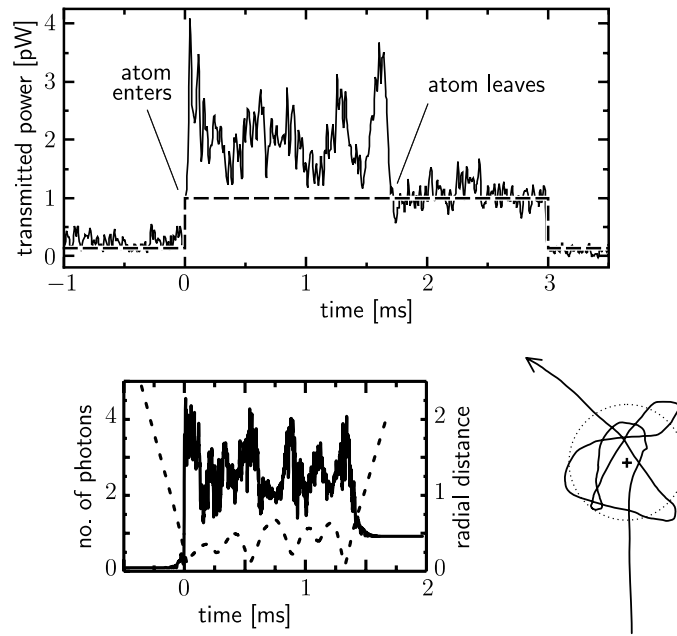 4
3
2
1
0
transmitted power [pW]
atom
enters
atom leaves
−1 0 1 2 3
time [ms]
4
2
0
no. of photons
2
1
0
radial distance
0 1 2
time [ms]